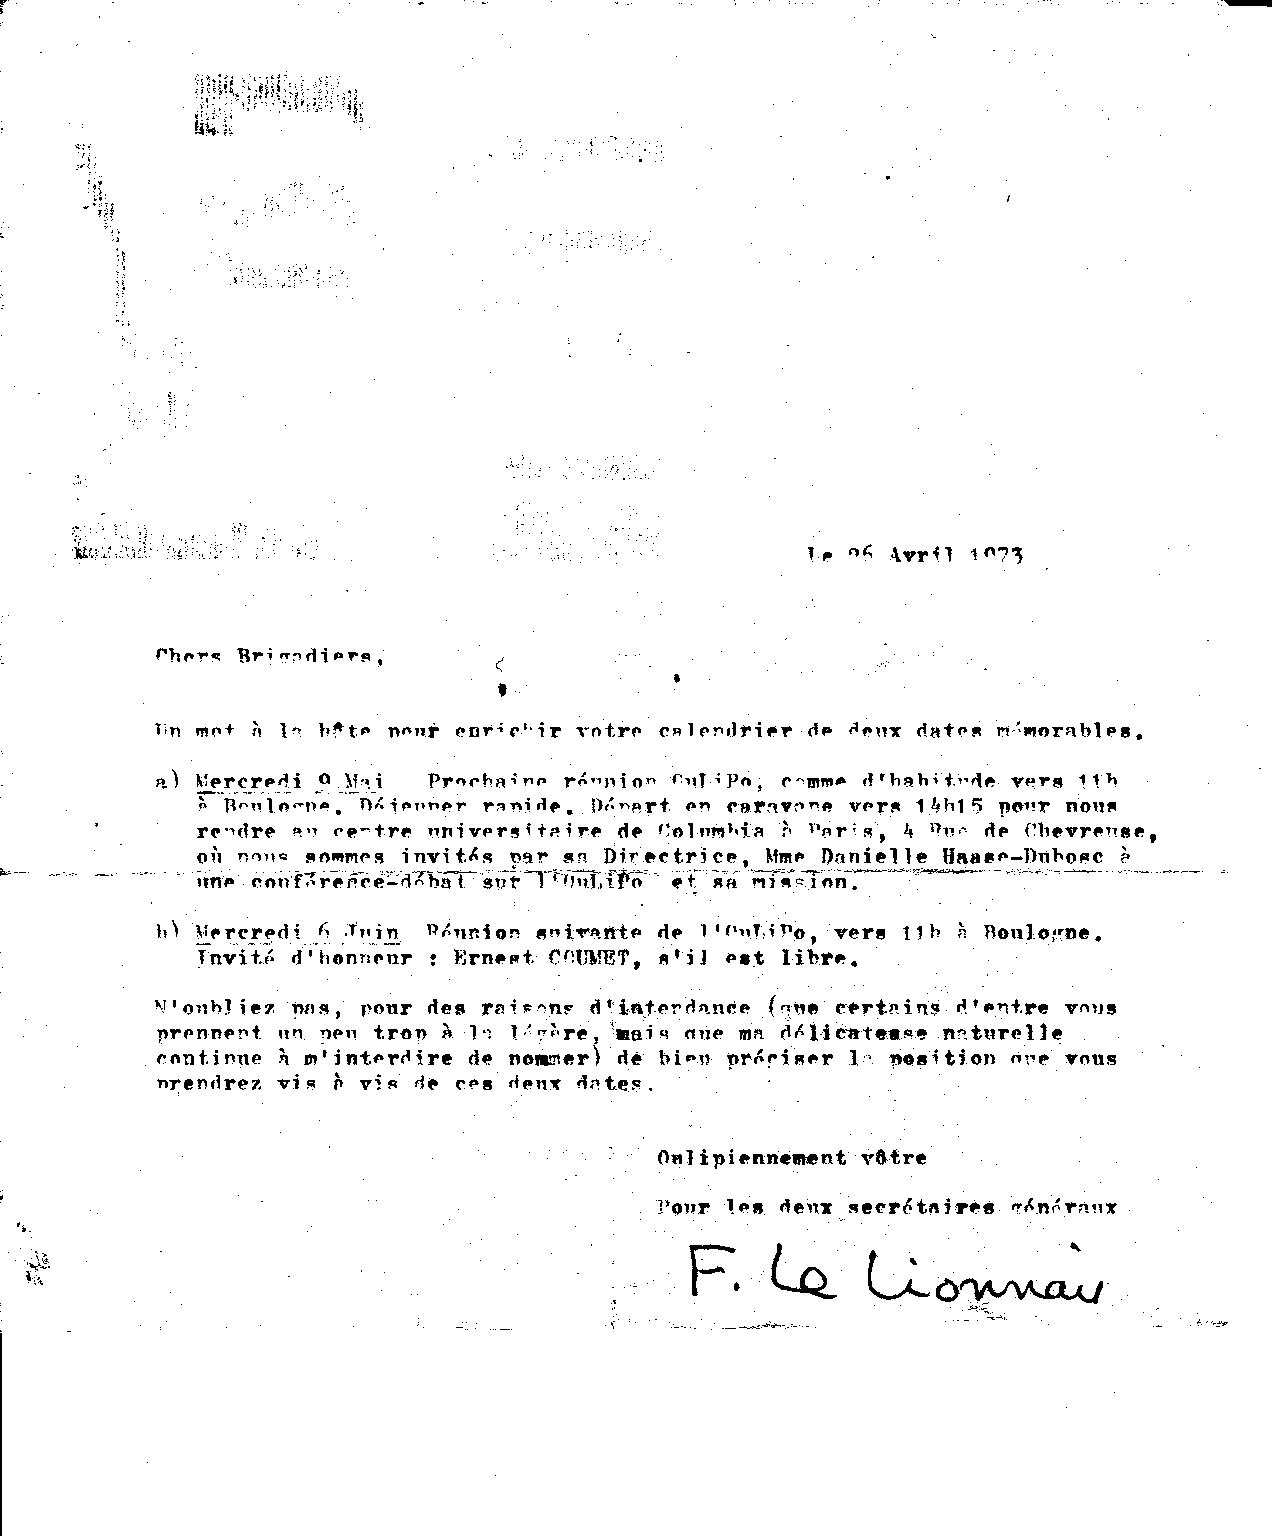 Le 26 Avril 1973
Chers Brigadiers,
Un mot à la hâte pour enrichir votre calendrier de deux dates mémorables.
a) Mercredi 9 Mai Prochaine réunion OuLiPo, comme d'habitude vers 11h
à Boulogne. Déjeuner rapide. Départ en caravane vers 14h15 pour nous
rendre au centre universitaire de Columbia à Paris, 4 Rue de Chevreuse,
où nous sommes invités par sa Directrice, Mme Danielle Haase-Dubosc à
une conférence-débat sur l'OuLiPo et sa mission.
b) Mercredi 6 Juin Réunion suivante de l'OuLiPo, vers 11h à Boulogne.
Invité d'honneur : Ernest COUMET, s'il est libre.
N'oubliez pas, pour des raisons d'intendance (que certains d'entre vous
prennent un peu trop à la légère, mais que ma délicatesse naturelle
continue à m'interdire de nommer) de bien préciser la position que vous
prendrez vis à vis de ces deux dates.
Oulipiennement vôtre
Pour les deux secrétaires généraux
F. Le Lionnais